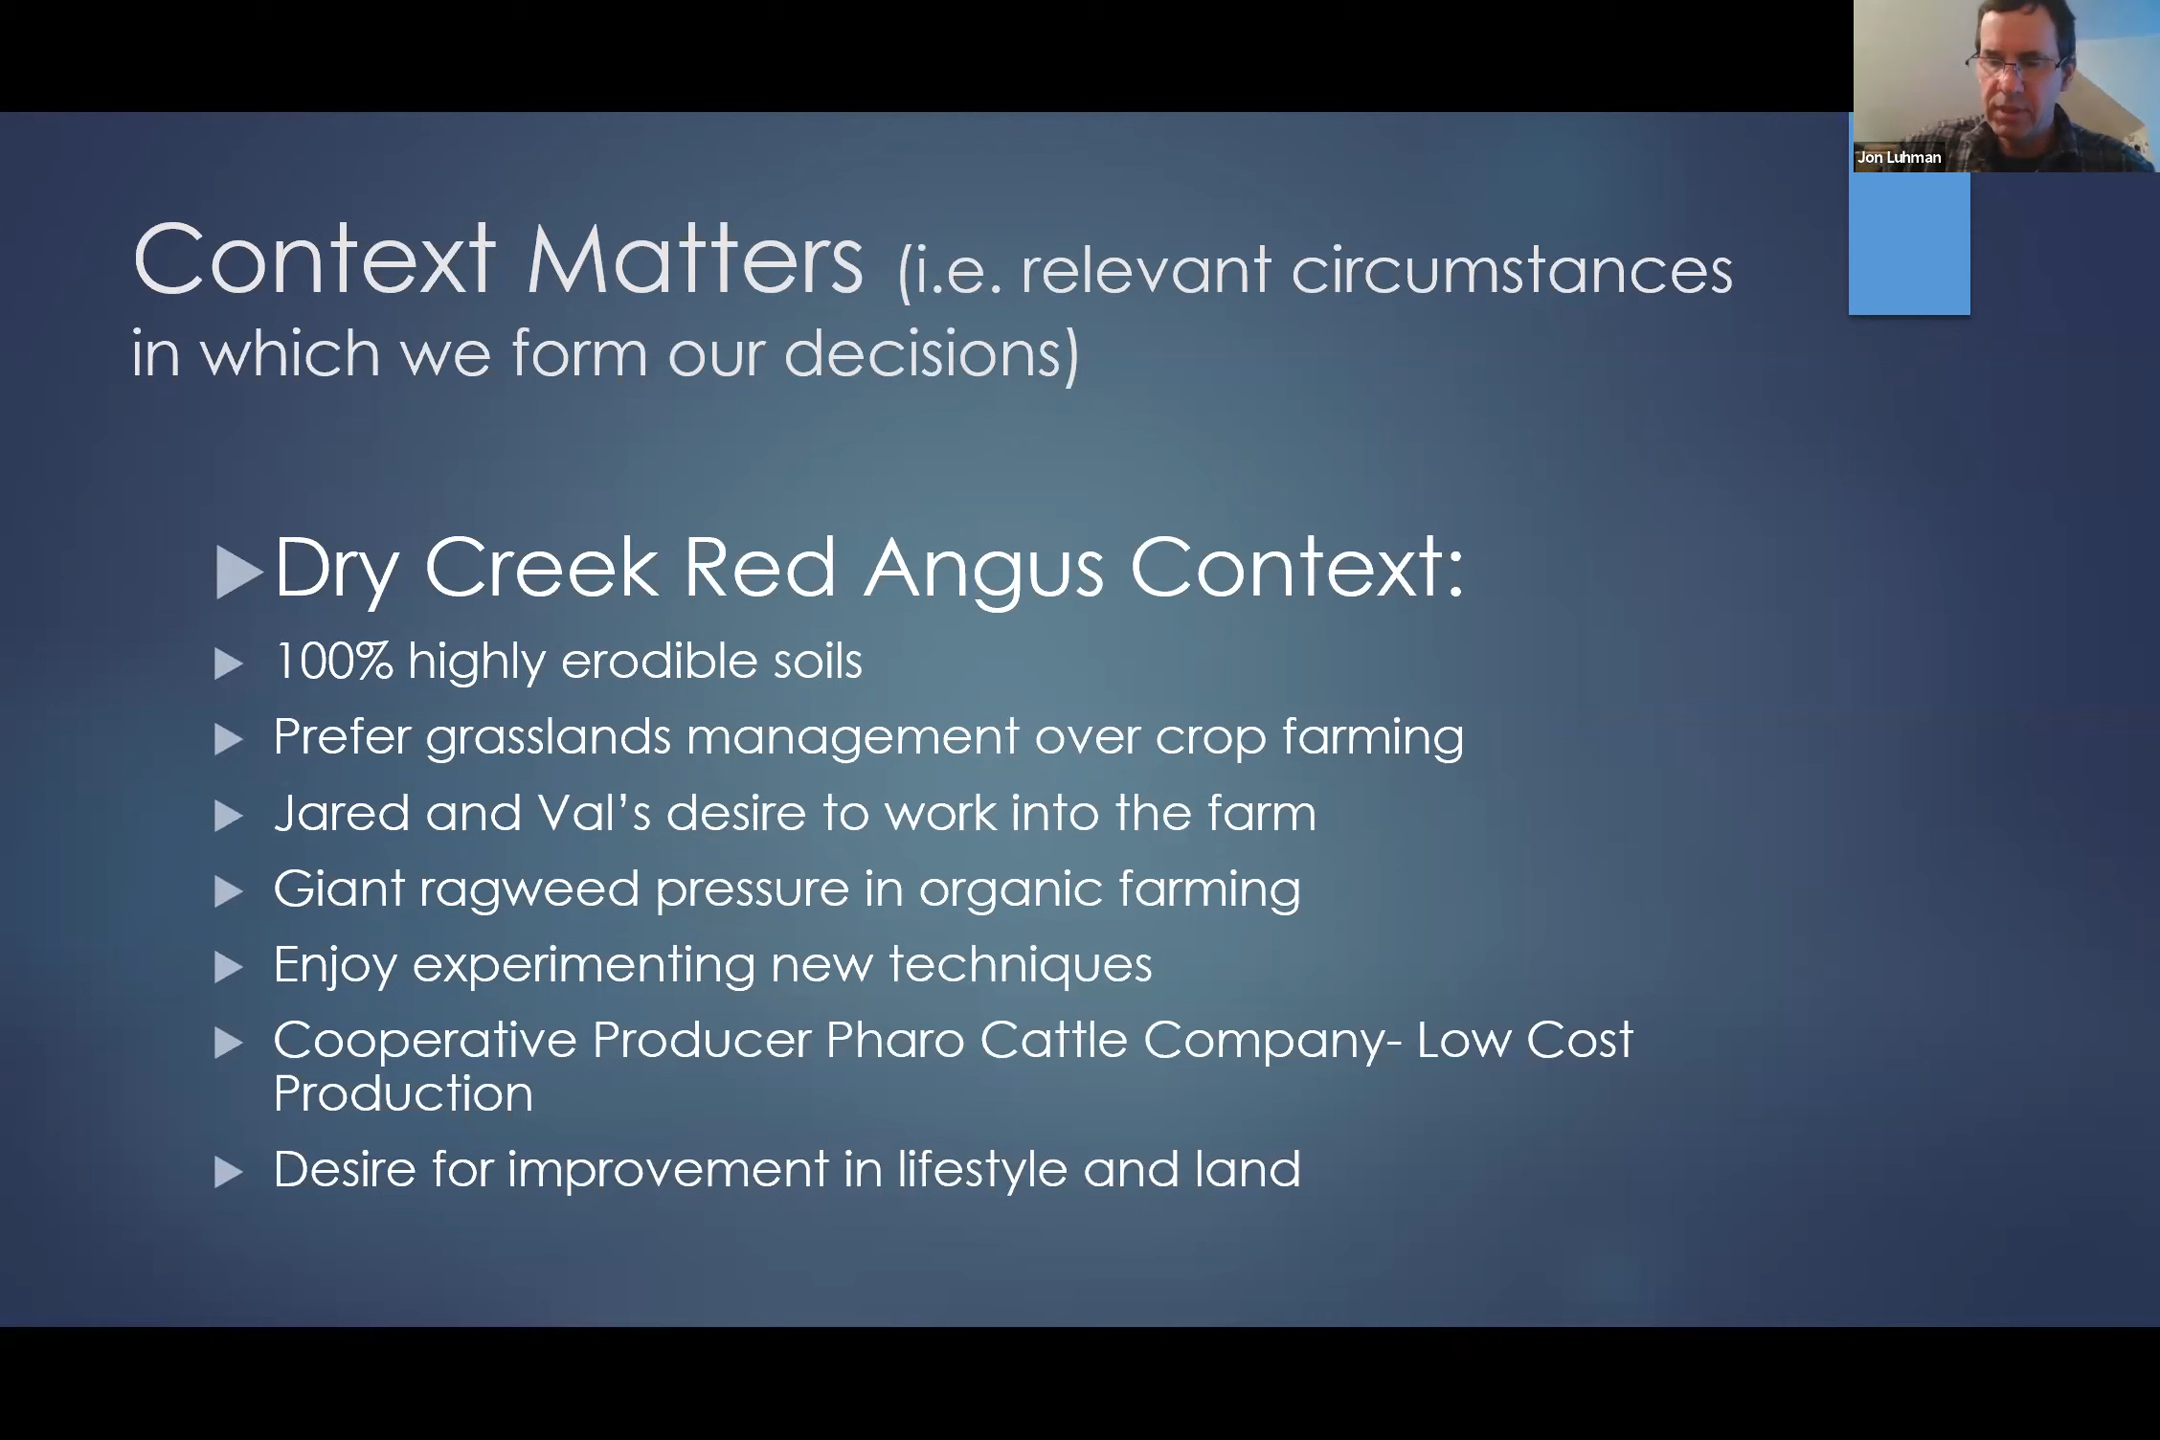 Jon Luhman
Context Matters (i.e. relevant circumstances
in which we form our decisions)
Dry Creek Red Angus Context:
100% highly erodible soils
Prefer grasslands management over crop farming
Jared and Val’s desire to work into the farm
Giant ragweed pressure in organic farming
Enjoy experimenting new techniques
Cooperative Producer Pharo Cattle Company- Low Cost
Production
Desire for improvement in lifestyle and land